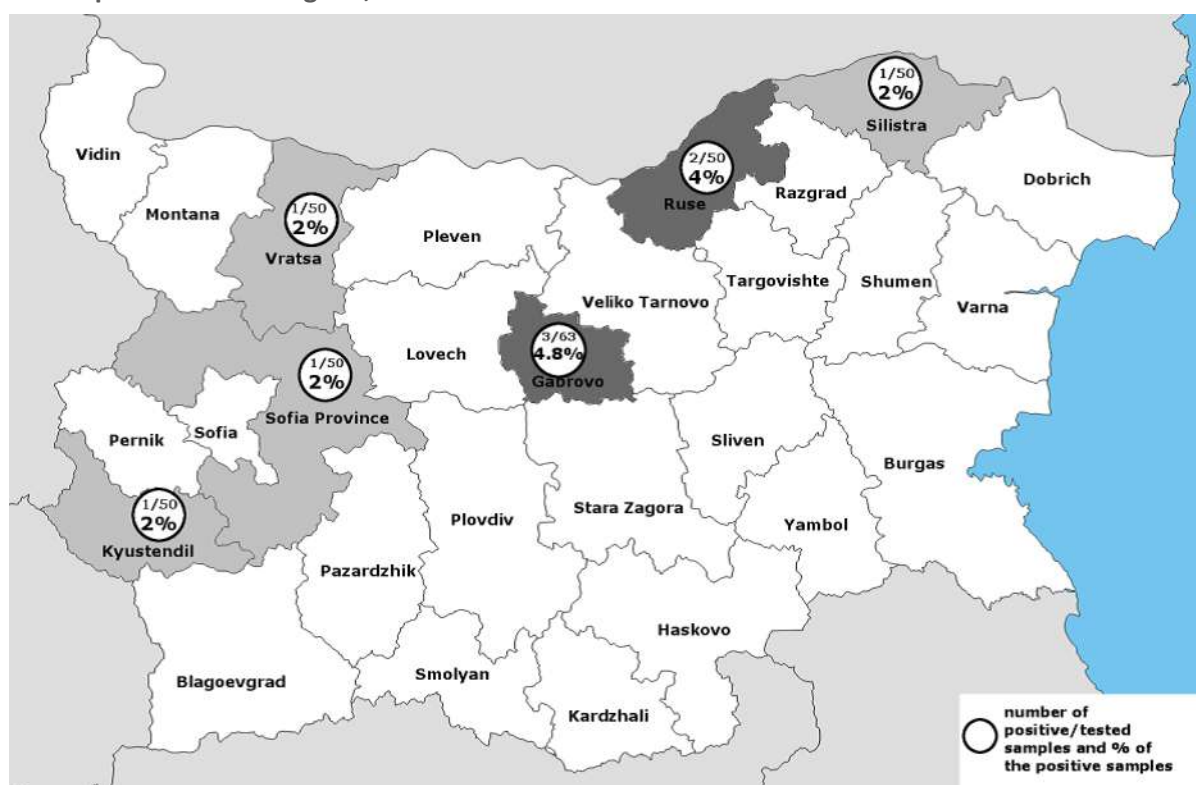 1/50
2%
Silistra
Vidin
2/50
4%
Ruse
Razgrad
Dobrich
Montana
1/50
2%
Vratsa
Pleven
Targovishte
Shumen
Varna
Veliko Tarnovo
Lovech
3/63
4.8%
Gabrovo
1/50
2%
Sofia Province
Pernik
Sofia
Sliven
Burgas
1/50
2%
Kyustendil
Plovdiv
Stara Zagora
Yambol
Pazardzhik
Haskovo
Blagoevgrad
Smolyan
Kardzhali
number of
positive/tested
samples and % of
the positive samples